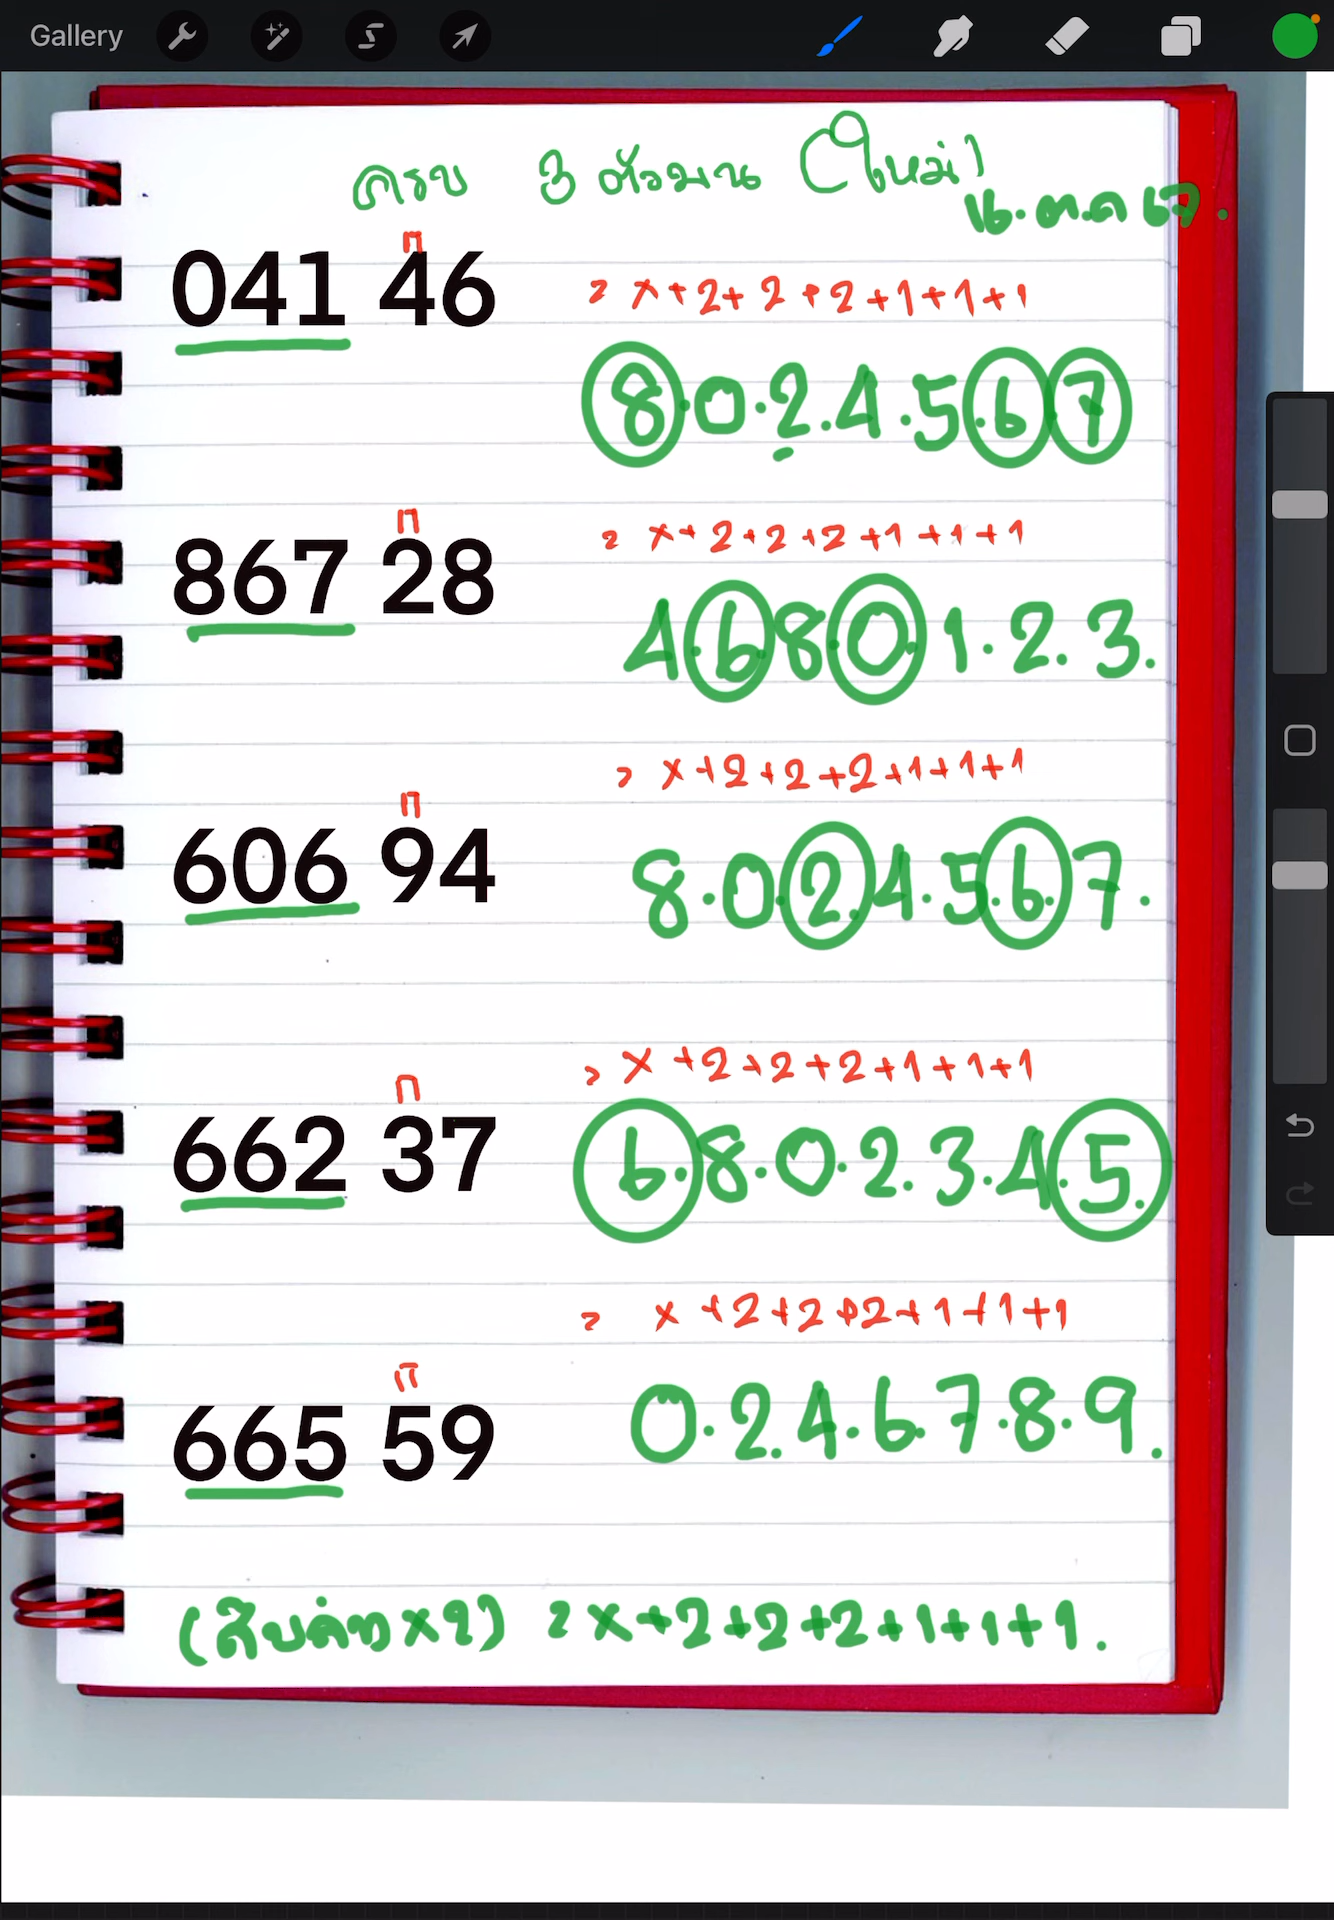 Gallery
ครบ 3 ตัวบน (ใหม่)
16.ต.ค 67.
ก
041 46
2 x+2+2+2+1+1+1
8.0.2.4.5.6.7
ก
867 28
2 x+2+2+2+1+1+1
4.6.8.0.1.2.3.
ก
606 94
2 x+2+2+2+1+1+1
8.0.2.4.5.6.7.
ก
662 37
2 x+2+2+2+1+1+1
6.8.0.2.3.4.5.
ก
665 59
2 x+2+2+2+1+1+1
0.2.4.6.7.8.9.
(สิบล่างx2) 2x+2+2+2+1+1+1.